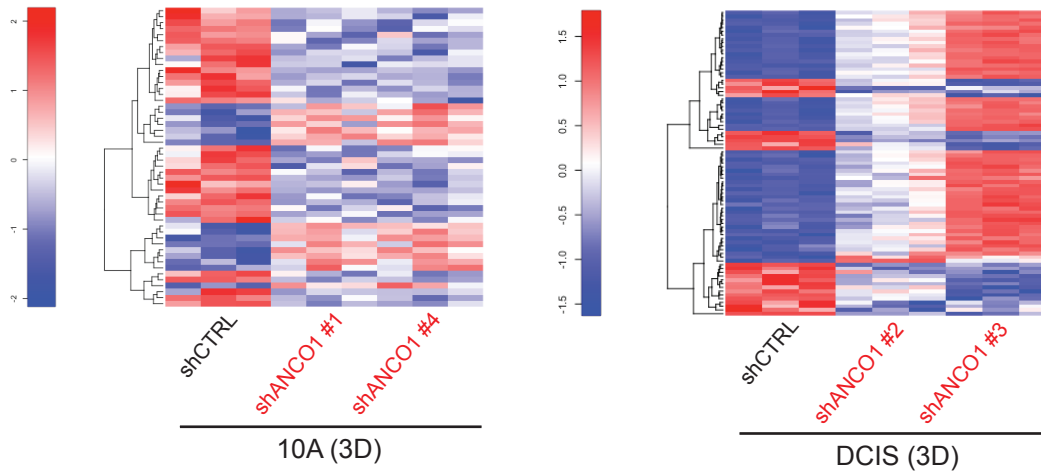 2
1
0
-1
-2
shCTRL
shANCO1 #1
shANCO1 #4
10A (3D)
1.5
1.0
0.5
0.0
-0.5
-1.0
-1.5
shCTRL
shANCO1 #2
shANCO1 #3
DCIS (3D)